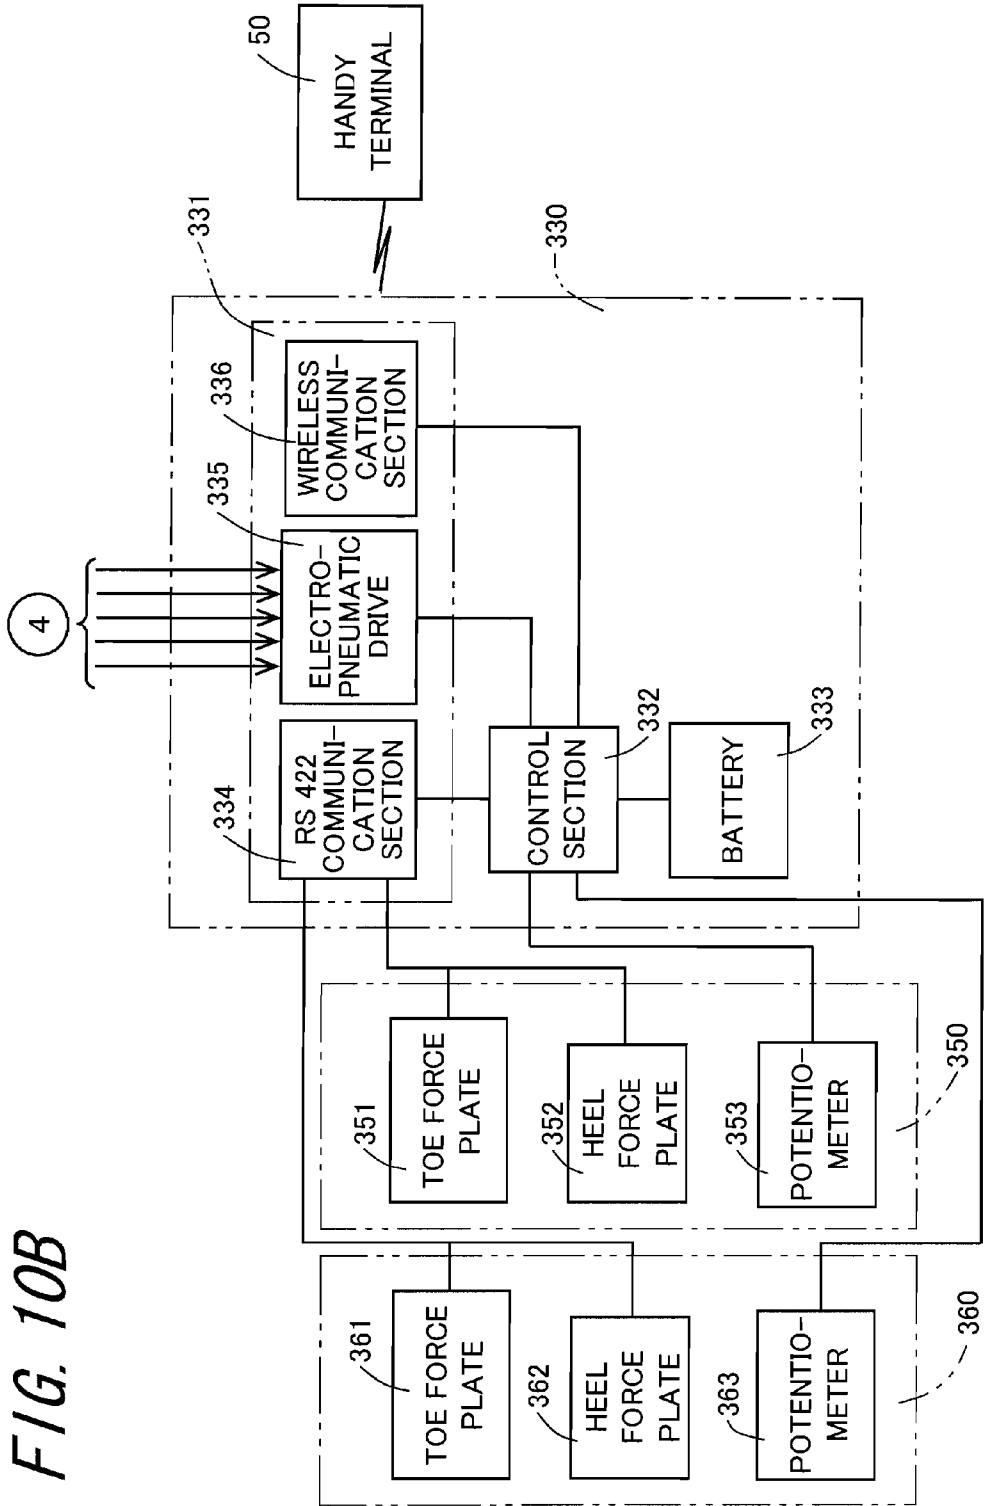 FIG. 10B
361
TOE FORCE
PLATE
362
HEEL
FORCE
PLATE
363
POTENTIO-
METER
360
351
TOE FORCE
PLATE
352
HEEL
FORCE
PLATE
353
POTENTIO-
METER
350
334
RS 422
COMMUNI-
CATION
SECTION
4
335
ELECTRO-
PNEUMATIC
DRIVE
336
WIRELESS
COMMUNI-
CATION
SECTION
331
CONTROL
SECTION
332
BATTERY
333
330
50
HANDY
TERMINAL